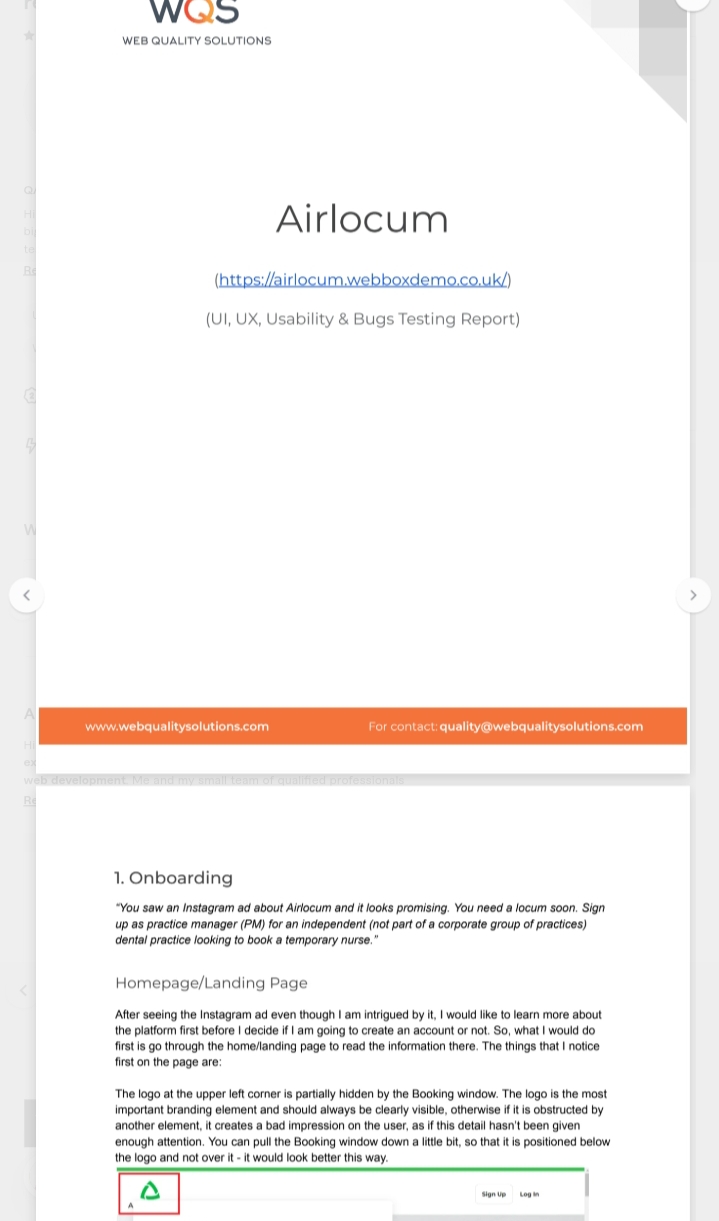 WQS
WEB QUALITY SOLUTIONS
Airlocum
(https://airlocum.webboxdemo.co.uk/)
(UI, UX, Usability & Bugs Testing Report)
www.webqualitysolutions.com
For contact: quality@webqualitysolutions.com
web development. Me and my small team of qualified professionals
1. Onboarding
“You saw an Instagram ad about Airlocum and it looks promising. You need a locum soon. Sign
up as practice manager (PM) for an independent (not part of a corporate group of practices)
dental practice looking to book a temporary nurse.”
Homepage/Landing Page
After seeing the Instagram ad even though I am intrigued by it, I would like to learn more about
the platform first before I decide if I am going to create an account or not. So, what I would do
first is go through the home/landing page to read the information there. The things that I notice
first on the page are:
The logo at the upper left corner is partially hidden by the Booking window. The logo is the most
important branding element and should always be clearly visible, otherwise if it is obstructed by
another element, it creates a bad impression on the user, as if this detail hasn’t been given
enough attention. You can pull the Booking window down a little bit, so that it is positioned below
the logo and not over it - it would look better this way.
A
Sign Up
Log In